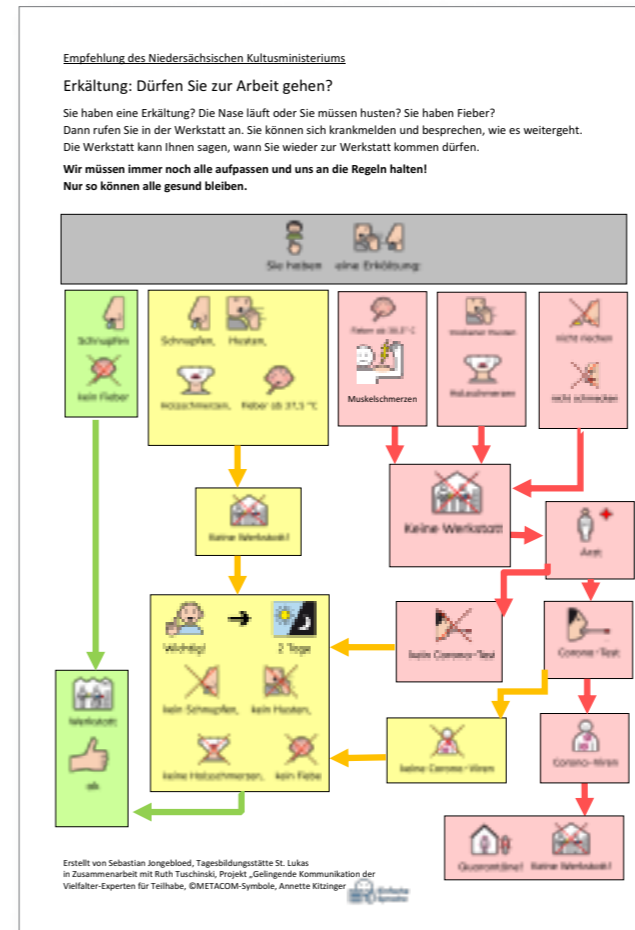 Empfehlung des Niedersächsischen Kultusministeriums
Erkältung: Dürfen Sie zur Arbeit gehen?
Sie haben eine Erkältung? Die Nase läuft oder Sie müssen husten? Sie haben Fieber?
Dann rufen Sie in der Werkstatt an. Sie können sich krankmelden und besprechen, wie es weitergeht.
Die Werkstatt kann Ihnen sagen, wann Sie wieder zur Werkstatt kommen dürfen.
Wir müssen immer noch alle aufpassen und uns an die Regeln halten!
Nur so können alle gesund bleiben.
Sie haben eine Erkältung:
Schnupfen
kein Fieber
Schnupfen, Husten,
Halsschmerzen, Fieber ab 37,5 °C
Muskelschmerzen
Husten
Halsschmerzen
nicht riechen
nicht schmecken
Keine Werkstatt!
Keine Werkstatt
Arzt
Wichtig! 2 Tage
kein Schnupfen, kein Husten,
keine Halsschmerzen, kein Fiebe
kein Corona-Test
Corona-Test
Werkstatt
ok
keine Corona-Viren
Corona-Viren
Quarantäne! Keine Werkstatt!
Erstellt von Sebastian Jongebloed, Tagesbildungsstätte St. Lukas
in Zusammenarbeit mit Ruth Tuschinski, Projekt „Gelingende Kommunikation der
Vielfalter-Experten für Teilhabe, ©METACOM-Symbole, Annette Kitzinger
Einfache
Sprache